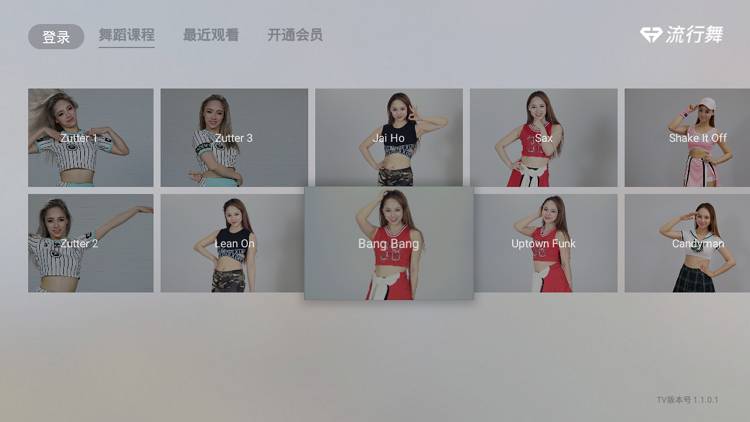 登录 舞蹈课程 最近观看 开通会员
流行舞
Zutter 1 Zutter 3 Jai Ho Sax Shake It Off
Zutter 2 Lean On Bang Bang Uptown Funk Candyman
TV版本号 1.1.0.1